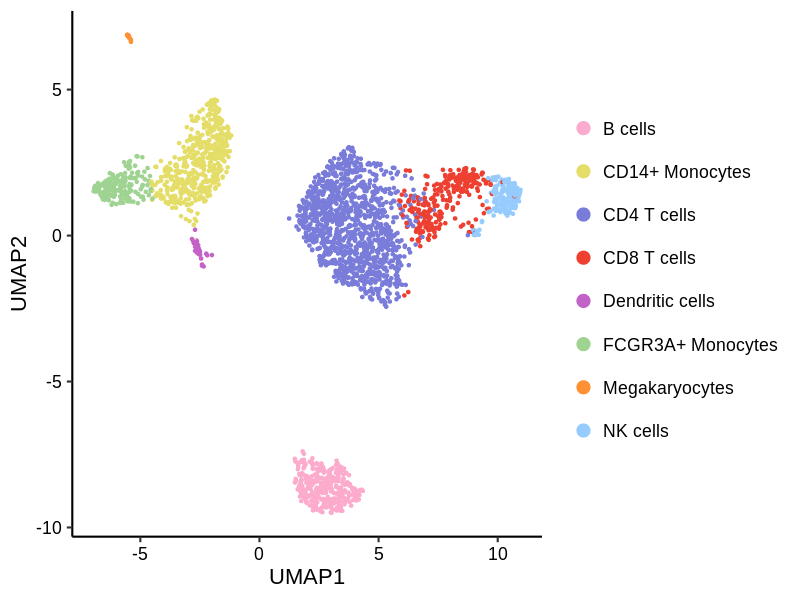 5
0
-5
-10
UMAP2
-5
0
5
10
UMAP1
B cells
CD14+ Monocytes
CD4 T cells
CD8 T cells
Dendritic cells
FCGR3A+ Monocytes
Megakaryocytes
NK cells